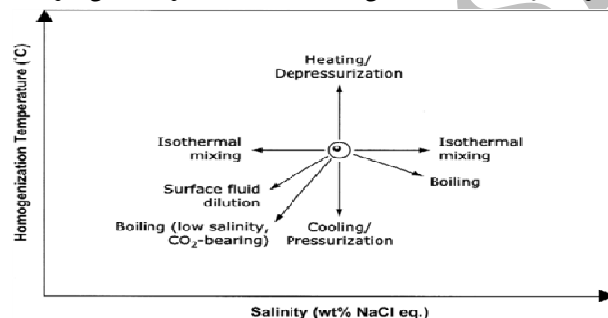 Heating/
Depressurization
Homogenization Temperature (°C)
Isothermal
mixing
Isothermal
mixing
Boiling
Surface fluid
dilution
Boiling (low salinity,
CO₂-bearing)
Cooling/
Pressurization
Salinity (wt% NaCl eq.)